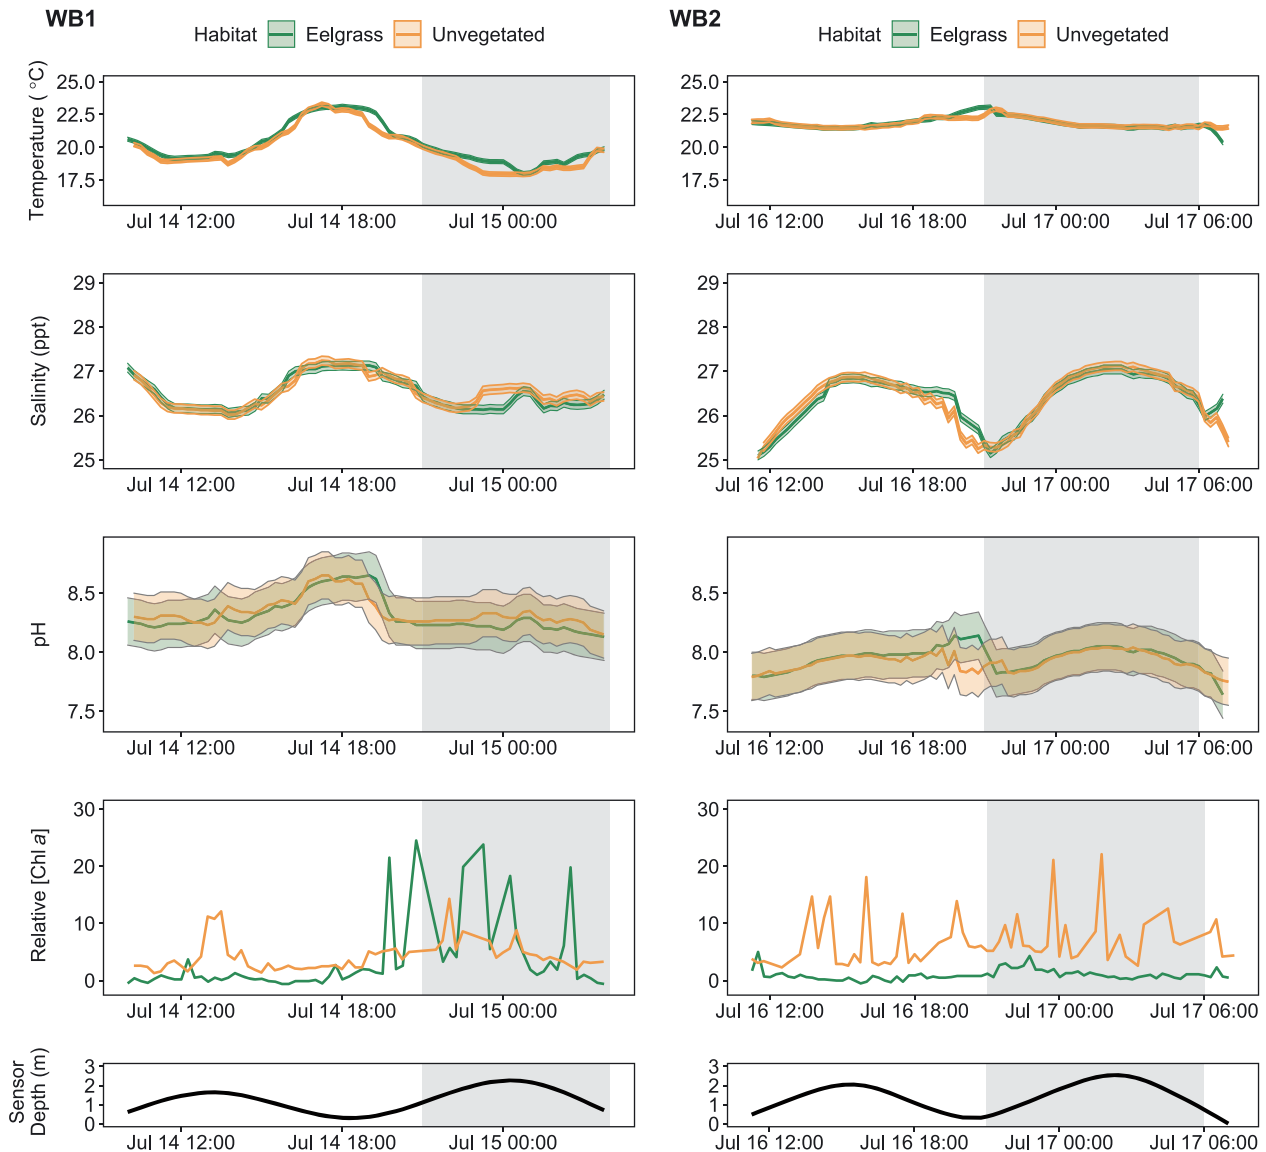 WB1
Habitat Eelgrass Unvegetated
Temperature ( °C)
25.0
22.5
20.0
17.5
Jul 14 12:00 Jul 14 18:00 Jul 15 00:00
Salinity (ppt)
29
28
27
26
25
Jul 14 12:00 Jul 14 18:00 Jul 15 00:00
pH
8.5
8.0
7.5
Jul 14 12:00 Jul 14 18:00 Jul 15 00:00
Relative [Chl a]
30
20
10
0
Jul 14 12:00 Jul 14 18:00 Jul 15 00:00
Sensor
Depth (m)
3
2
1
0
Jul 14 12:00 Jul 14 18:00 Jul 15 00:00
WB2
Habitat Eelgrass Unvegetated
25.0
22.5
20.0
17.5
Jul 16 12:00 Jul 16 18:00 Jul 17 00:00 Jul 17 06:00
29
28
27
26
25
Jul 16 12:00 Jul 16 18:00 Jul 17 00:00 Jul 17 06:00
8.5
8.0
7.5
Jul 16 12:00 Jul 16 18:00 Jul 17 00:00 Jul 17 06:00
30
20
10
0
Jul 16 12:00 Jul 16 18:00 Jul 17 00:00 Jul 17 06:00
3
2
1
0
Jul 16 12:00 Jul 16 18:00 Jul 17 00:00 Jul 17 06:00